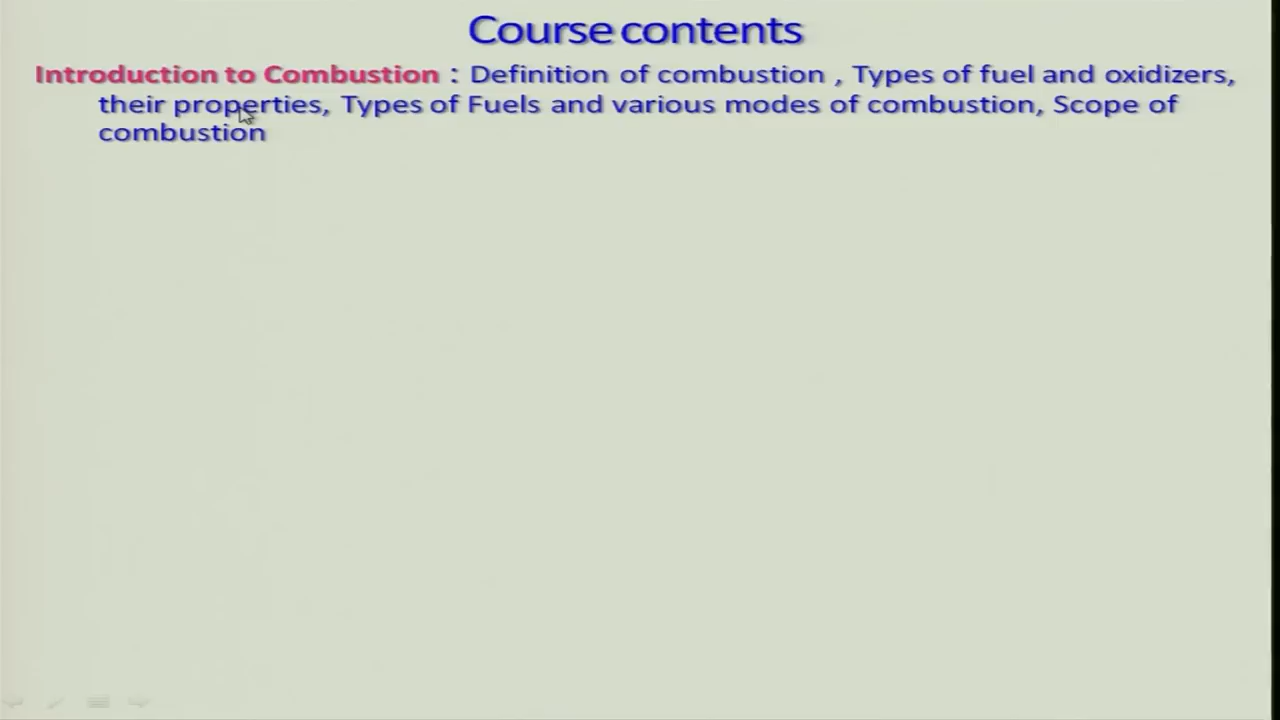 Course contents
Introduction to Combustion : Definition of combustion , Types of fuel and oxidizers,
their properties, Types of Fuels and various modes of combustion, Scope of
combustion